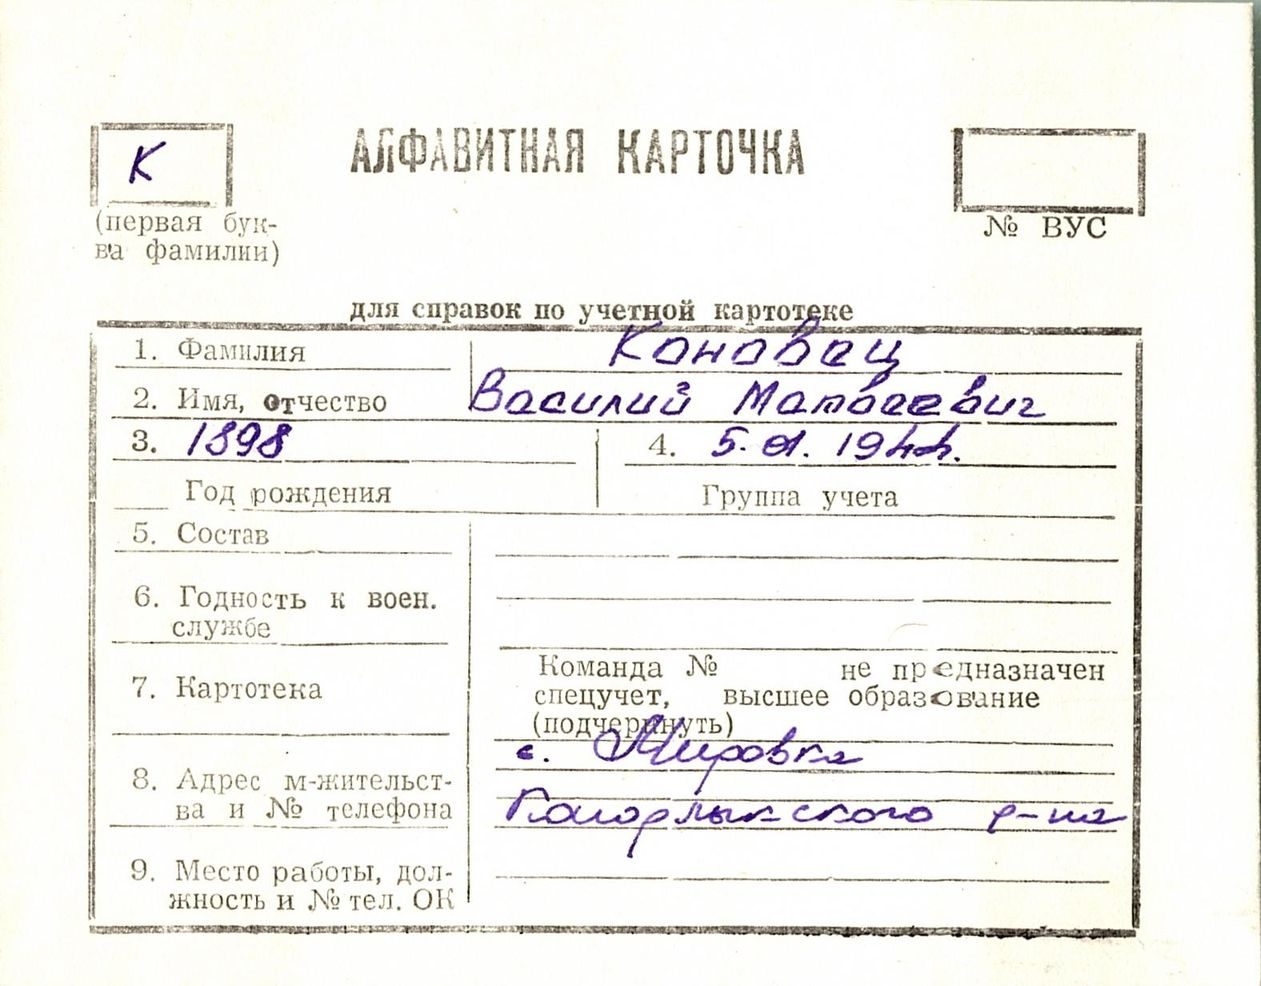 К
АЛФАВИТНАЯ КАРТОЧКА
(первая бук-
ва фамилии)
№ ВУС
для справок по учетной картотеке
1. Фамилия Коновец
2. Имя, отчество Василий Матвеевич
3. 1898 4. 5. 01. 1944.
Год рождения Группа учета
5. Состав
6. Годность к воен.
службе
7. Картотека
Команда № не предназначен
спецучет, высшее образование
(подчеркнуть)
8. Адрес м-жительст-
ва и № телефона
с. Мировка
Кагарлыкского р-на
9. Место работы, дол-
жность и № тел. ОК